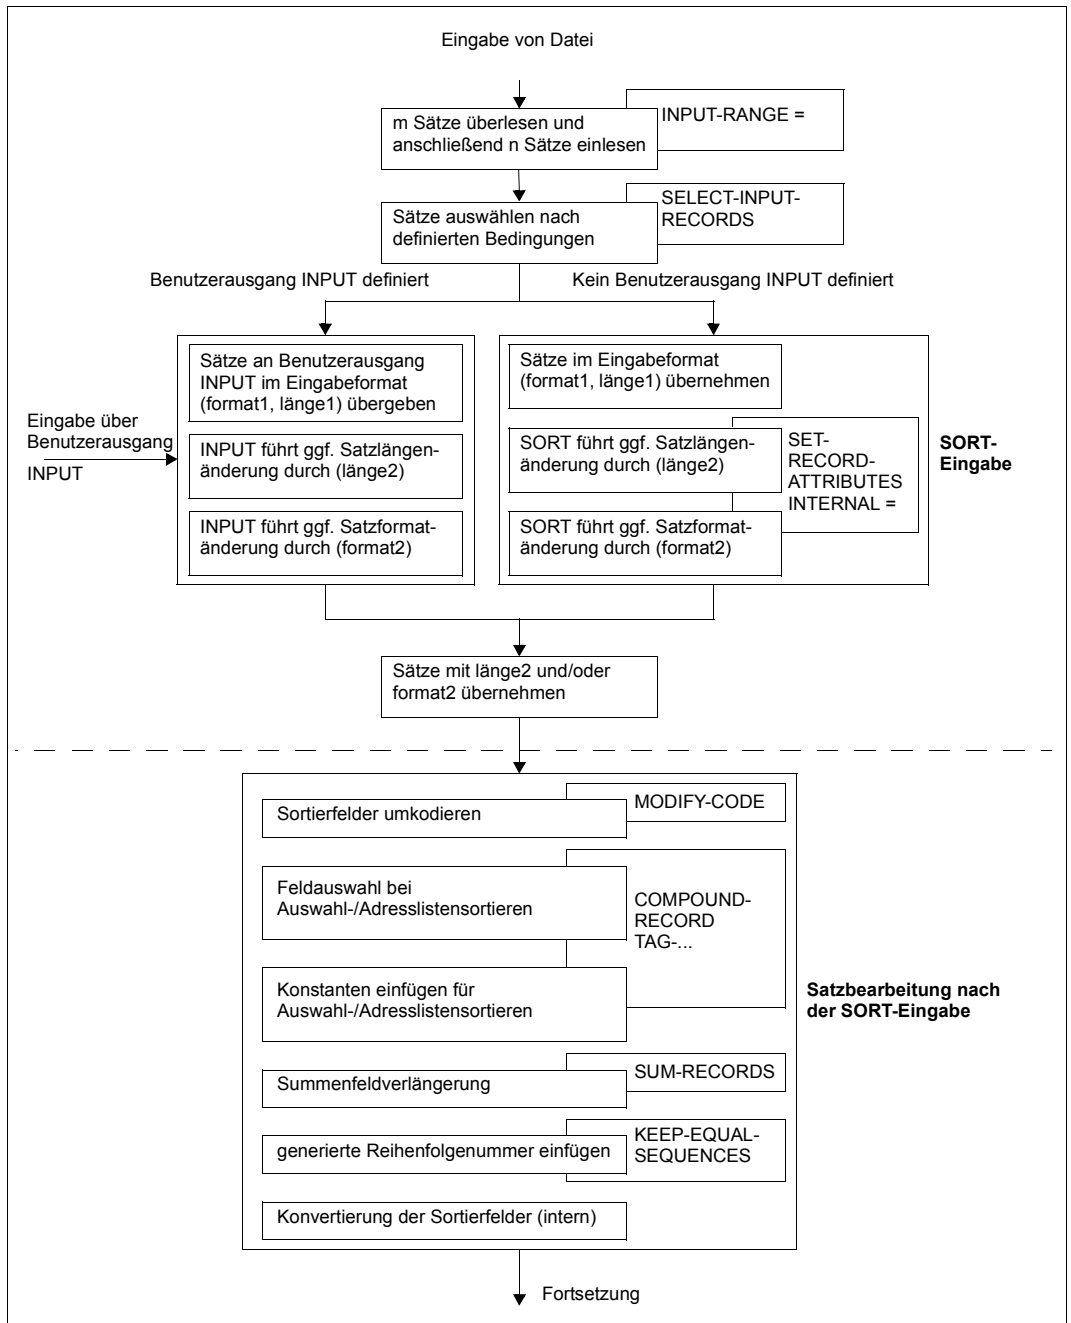 Eingabe von Datei
m Sätze überlesen und
anschließend n Sätze einlesen
INPUT-RANGE =
Sätze auswählen nach
definierten Bedingungen
SELECT-INPUT-
RECORDS
Benutzerausgang INPUT definiert
Kein Benutzerausgang INPUT definiert
Eingabe über
Benutzerausgang
INPUT
Sätze an Benutzerausgang
INPUT im Eingabeformat
(format1, länge1) übergeben
INPUT führt ggf. Satzlängen-
änderung durch (länge2)
INPUT führt ggf. Satzformat-
änderung durch (format2)
Sätze im Eingabeformat
(format1, länge1) übernehmen
SORT führt ggf. Satzlängen-
änderung durch (länge2)
SORT führt ggf. Satzformat-
änderung durch (format2)
SET-
RECORD-
ATTRIBUTES
INTERNAL =
SORT-
Eingabe
Sätze mit länge2 und/oder
format2 übernehmen
Sortierfelder umkodieren
MODIFY-CODE
Feldauswahl bei
Auswahl-/Adresslistensortieren
COMPOUND-
RECORD
TAG-...
Konstanten einfügen für
Auswahl-/Adresslistensortieren
Satzbearbeitung nach
der SORT-Eingabe
Summenfeldverlängerung
SUM-RECORDS
generierte Reihenfolgenummer einfügen
KEEP-EQUAL-
SEQUENCES
Konvertierung der Sortierfelder (intern)
Fortsetzung